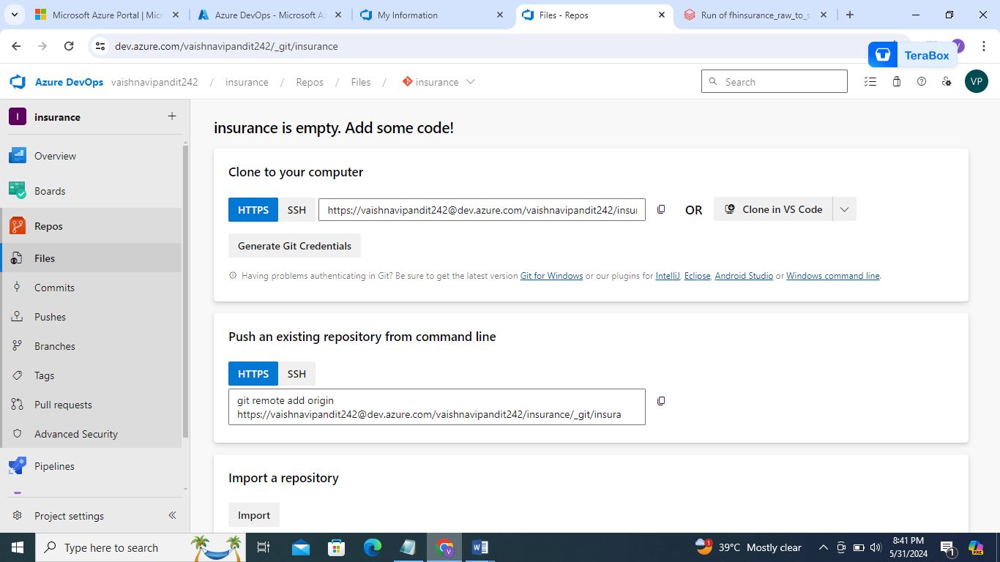 Microsoft Azure Portal | Micr
Azure DevOps - Microsoft Az
My Information
Files - Repos
Run of fhinsurance_raw_to_s
dev.azure.com/vaishnavipandit242/_git/insurance
TeraBox
Azure DevOps vaishnavipandit242 / insurance / Repos / Files / insurance
Search
VP
I insurance
Overview
Boards
Repos
Files
Commits
Pushes
Branches
Tags
Pull requests
Advanced Security
Pipelines
Project settings
insurance is empty. Add some code!
Clone to your computer
HTTPS SSH https://vaishnavipandit242@dev.azure.com/vaishnavipandit242/insur OR Clone in VS Code
Generate Git Credentials
Having problems authenticating in Git? Be sure to get the latest version Git for Windows or our plugins for IntelliJ, Eclipse, Android Studio or Windows command line.
Push an existing repository from command line
HTTPS SSH
git remote add origin
https://vaishnavipandit242@dev.azure.com/vaishnavipandit242/insurance/_git/insura
Import a repository
Import
Type here to search
39°C Mostly clear
8:41 PM
5/31/2024